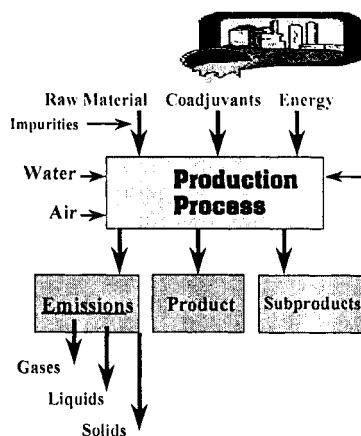 Raw Material Coadjuvants Energy
Impurities
Water
Production
Process
Air
Emissions Product Subproducts
Gases
Liquids
Solids